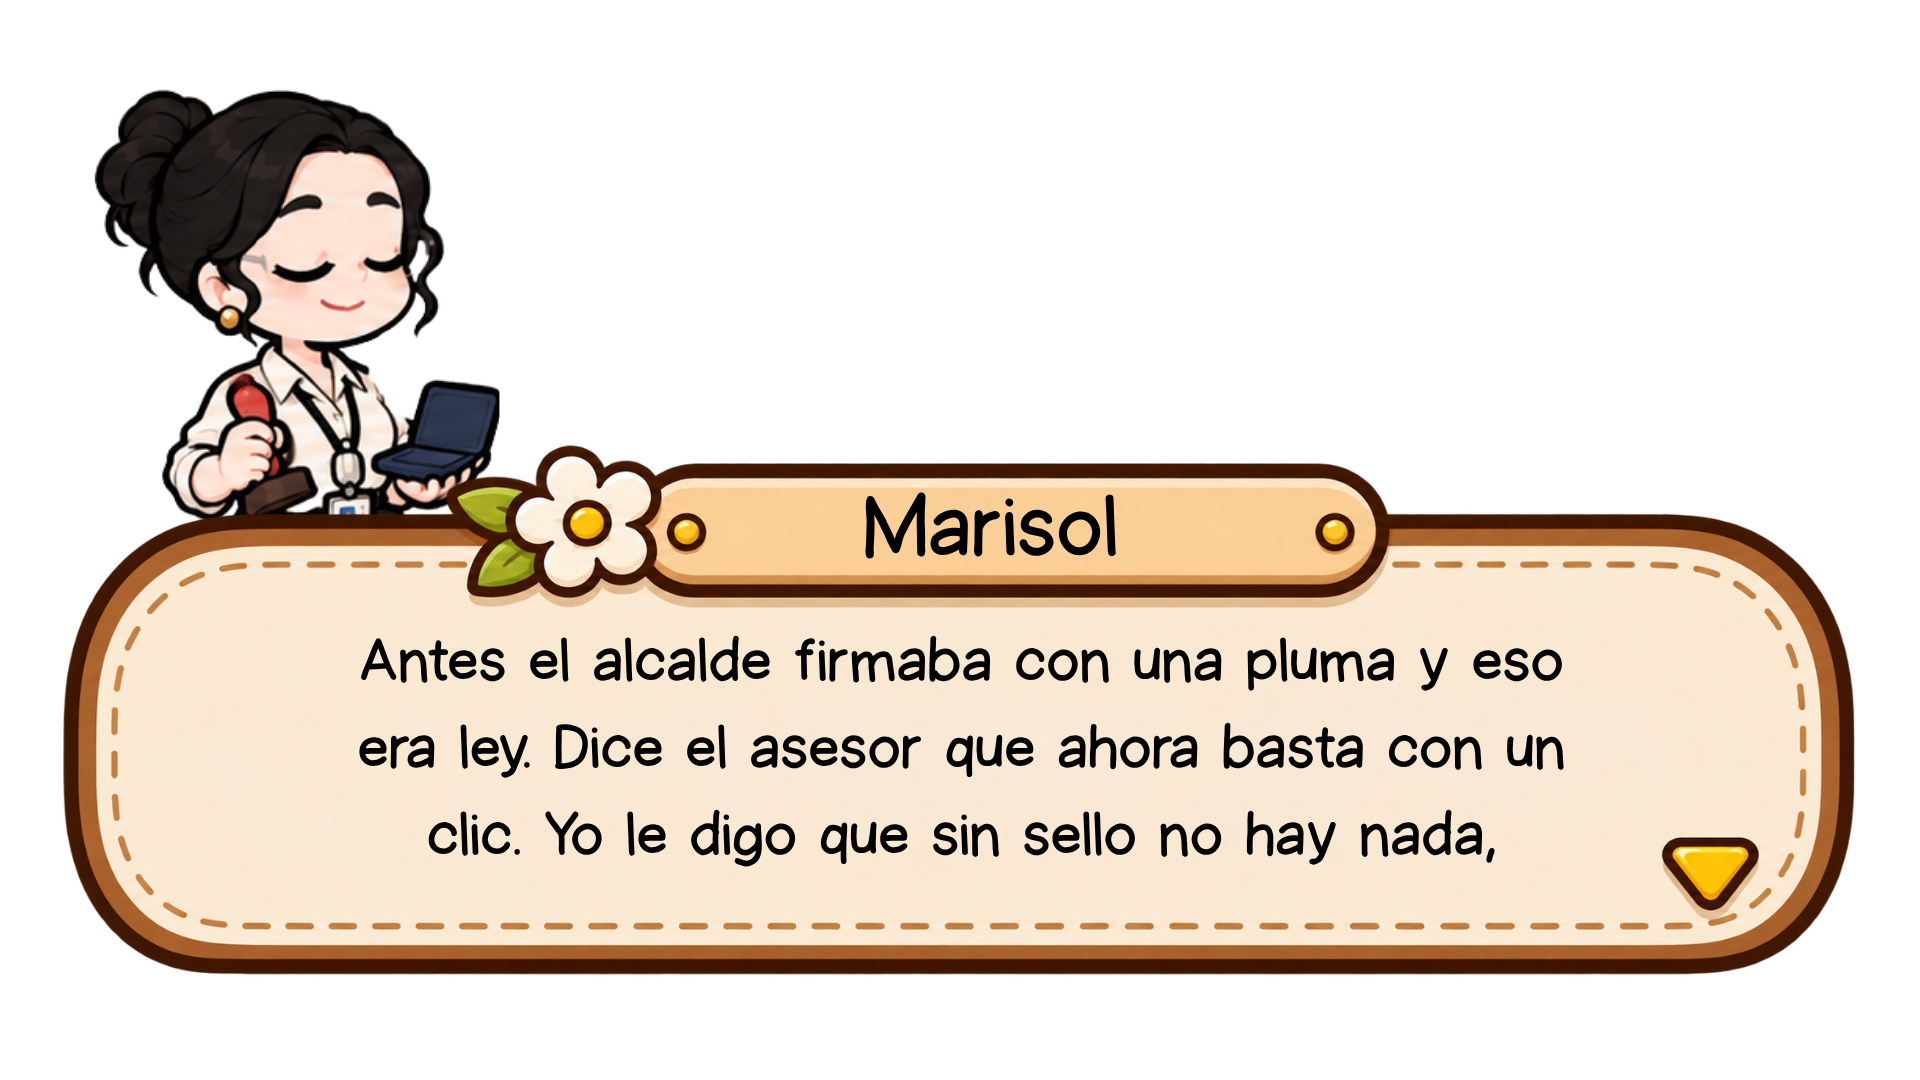 Marisol
Antes el alcalde firmaba con una pluma y eso
era ley. Dice el asesor que ahora basta con un
clic. Yo le digo que sin sello no hay nada,